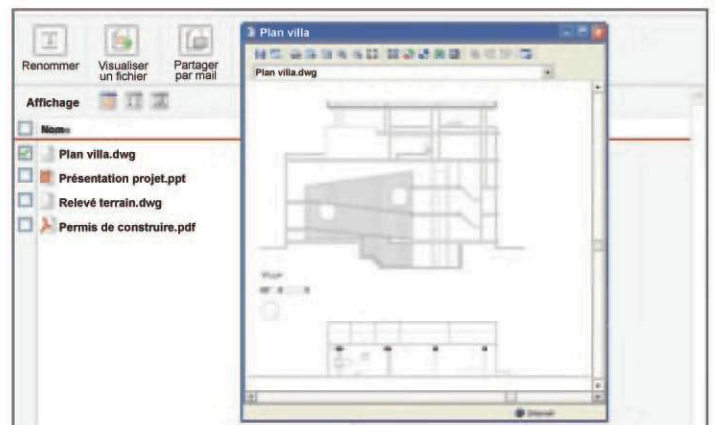 Renommer
Visualiser
un fichier
Partager
par mail
Affichage
Nom
Plan villa.dwg
Présentation projet.ppt
Relevé terrain.dwg
Permis de construire.pdf
Plan villa
Plan villa.dwg